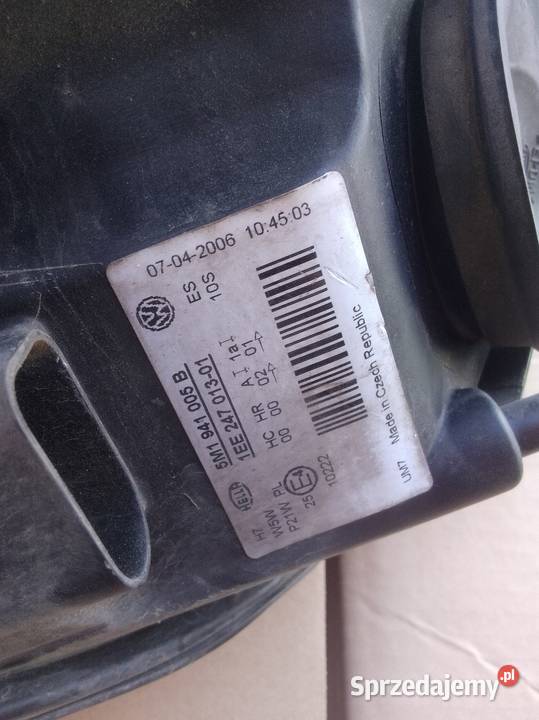 07-04-2006 10:45:03
ES
10S
5M1 941 005 B
1EE 247 013-01
HC HR A I 1a I
00 00 02 01
HELLA
H7
W5W
P21W PL
25 E4
10222
UM7 Made in Czech Republic
Sprzedajemy.pl